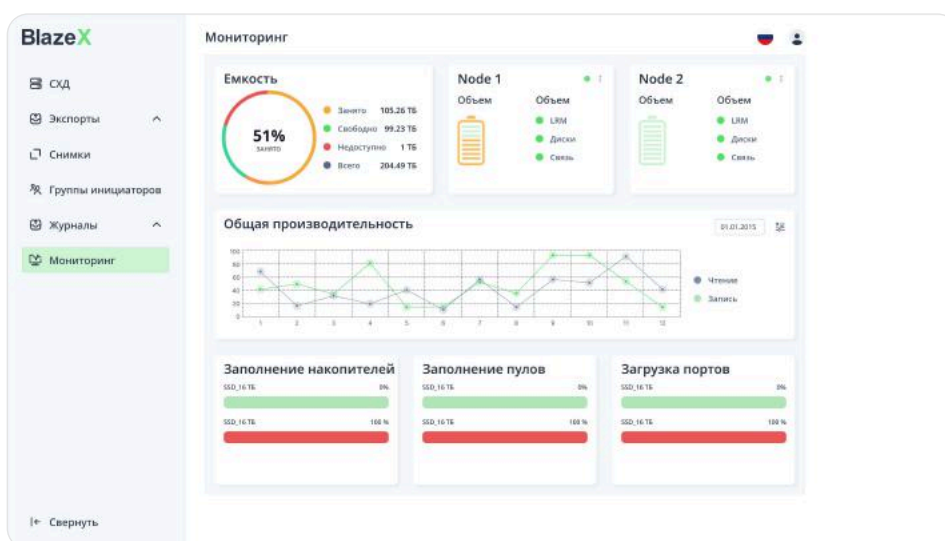 BlazeX
СХД
Экспорты
Снимки
Группы инициаторов
Журналы
Мониторинг
Свернуть
Мониторинг
Емкость
51%
занято
Занято 105.26 ТБ
Свободно 99.23 ТБ
Недоступно 1 ТБ
Всего 204.49 ТБ
Node 1
Объем Объем
LRM
Диски
Связь
Node 2
Объем Объем
LRM
Диски
Связь
Общая производительность
01.01.2015
100
80
60
40
20
0
1 2 3 4 5 6 7 8 9 10 11 12
Чтение
Запись
Заполнение накопителей
SSD_16 ТБ 0%
SSD_16 ТБ 100 %
Заполнение пулов
SSD_16 ТБ 0%
SSD_16 ТБ 100 %
Загрузка портов
SSD_16 ТБ 0%
SSD_16 ТБ 100 %